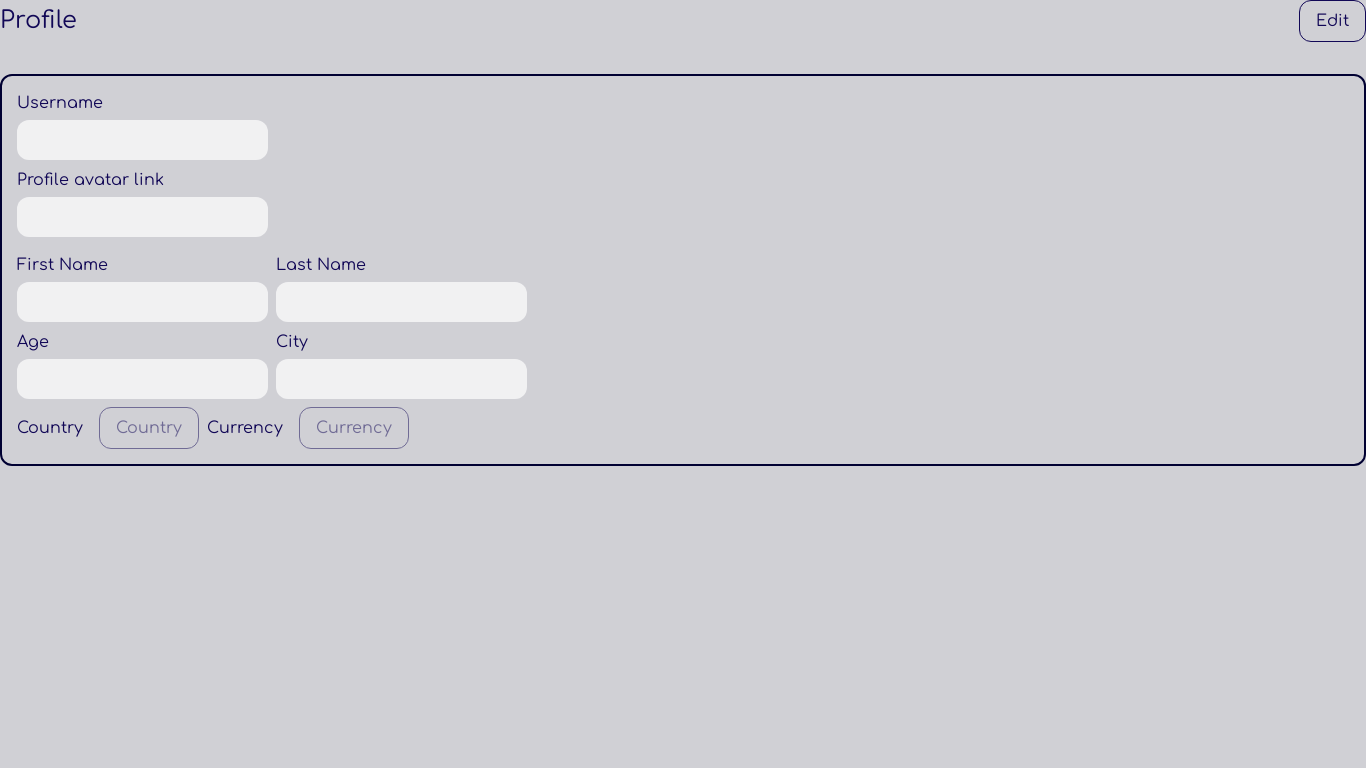 Profile Edit
Username
Profile avatar link
First Name Last Name
Age City
Country Country Currency Currency